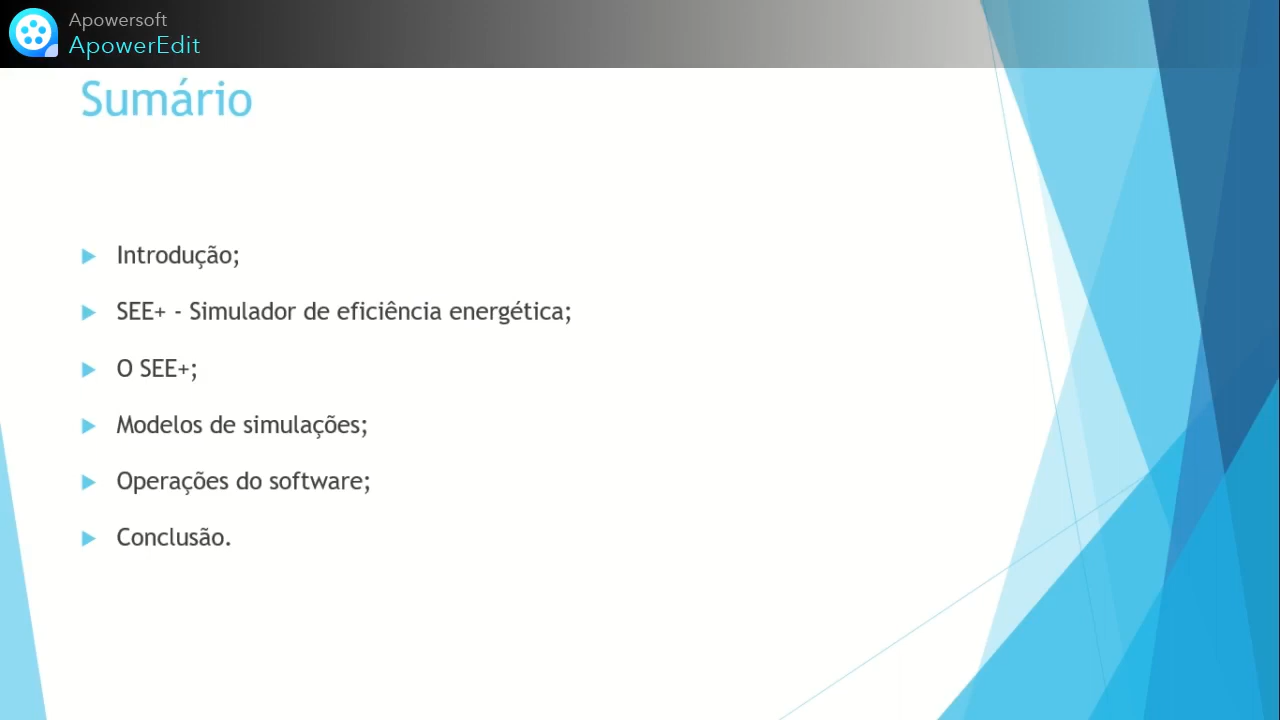 Apowersoft
ApowerEdit
Sumário
Introdução;
SEE+ - Simulador de eficiência energética;
O SEE+;
Modelos de simulações;
Operações do software;
Conclusão.